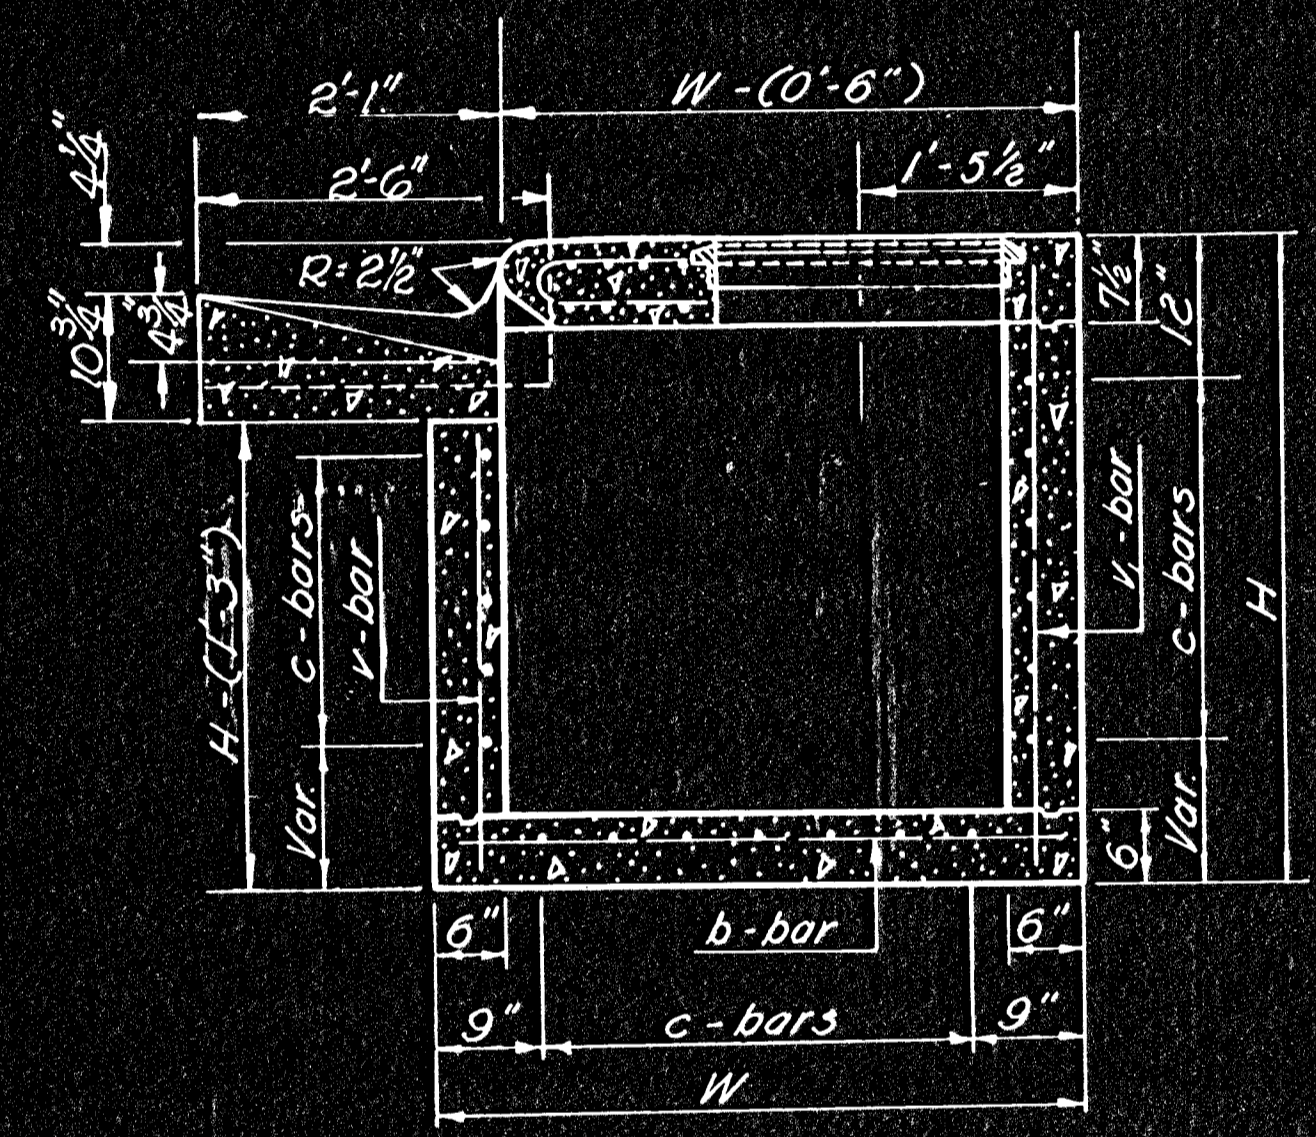 2'-1"
W-(0'-6")
4¼"
2'-6"
1'-5½"
R=2½"
7½"
12"
10¾"
4¾"
H-(1'-3")
c-bars
v-bar
v-bar
c-bars
H
Var.
6"
Var.
6"
b-bar
6"
9"
c-bars
9"
W